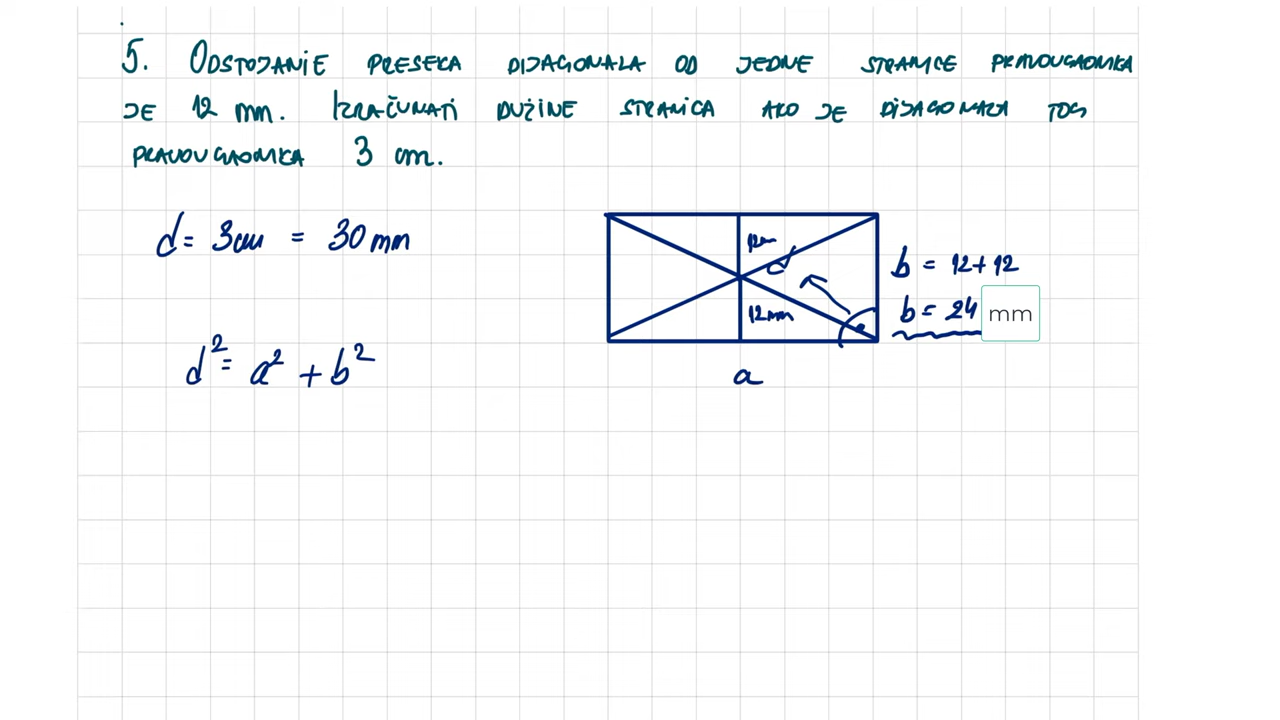 5. ODSTOJANJE PRESEKA DIJAGONALA OD JEDNE STRANICE PRAVOUGAONIKA
JE 12 mm. IZRAČUNATI DUŽINE STRANICA AKO JE DIJAGONALA TOG
PRAVOUGAONIKA 3 cm.
d = 3cm = 30 mm
12mm
d
b = 12+12
12mm
b = 24 mm
d² = a² + b²
a